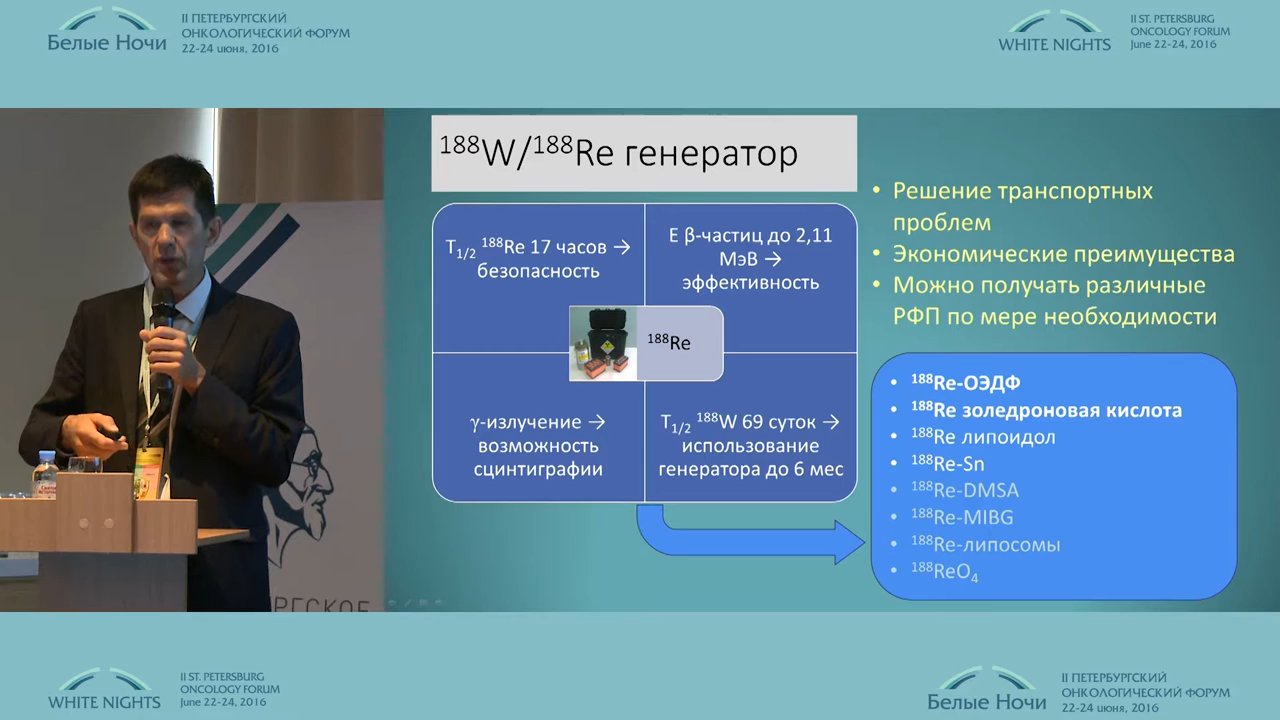 Белые Ночи
II ПЕТЕРБУРГСКИЙ
ОНКОЛОГИЧЕСКИЙ ФОРУМ
22-24 июня, 2016
WHITE NIGHTS
II ST. PETERSBURG
ONCOLOGY FORUM
June 22-24, 2016
¹⁸⁸W/¹⁸⁸Re генератор
T₁/₂ ¹⁸⁸Re 17 часов →
безопасность
E β-частиц до 2,11
МэВ →
эффективность
¹⁸⁸Re
γ-излучение →
возможность
сцинтиграфии
T₁/₂ ¹⁸⁸W 69 суток →
использование
генератора до 6 мес
• Решение транспортных
проблем
• Экономические преимущества
• Можно получать различные
РФП по мере необходимости
• ¹⁸⁸Re-ОЭДФ
• ¹⁸⁸Re золедроновая кислота
• ¹⁸⁸Re липоидол
• ¹⁸⁸Re-Sn
• ¹⁸⁸Re-DMSA
• ¹⁸⁸Re-MIBG
• ¹⁸⁸Re-липосомы
• ¹⁸⁸ReO₄
WHITE NIGHTS
II ST. PETERSBURG
ONCOLOGY FORUM
June 22-24, 2016
Белые Ночи
II ПЕТЕРБУРГСКИЙ
ОНКОЛОГИЧЕСКИЙ ФОРУМ
22-24 июня, 2016